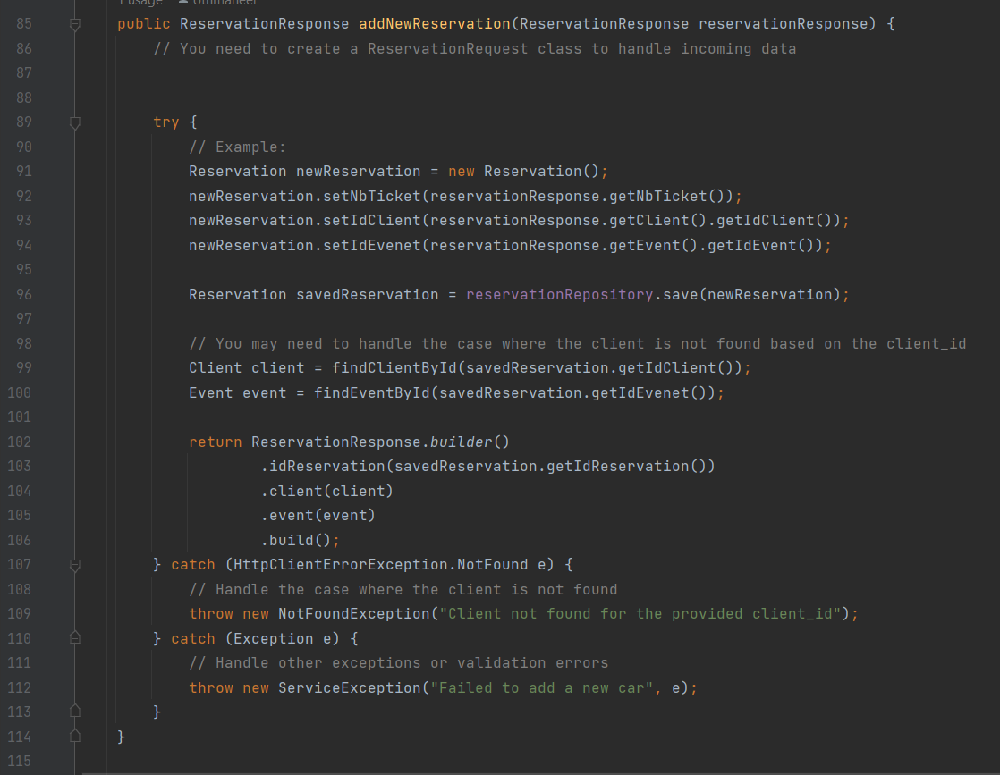 1 usage Othmaneer
85 public ReservationResponse addNewReservation(ReservationResponse reservationResponse) {
86 // You need to create a ReservationRequest class to handle incoming data
87
88
89 try {
90 // Example:
91 Reservation newReservation = new Reservation();
92 newReservation.setNbTicket(reservationResponse.getNbTicket());
93 newReservation.setIdClient(reservationResponse.getClient().getIdClient());
94 newReservation.setIdEvenet(reservationResponse.getEvent().getIdEvent());
95
96 Reservation savedReservation = reservationRepository.save(newReservation);
97
98 // You may need to handle the case where the client is not found based on the client_id
99 Client client = findClientById(savedReservation.getIdClient());
100 Event event = findEventById(savedReservation.getIdEvenet());
101
102 return ReservationResponse.builder()
103 .idReservation(savedReservation.getIdReservation())
104 .client(client)
105 .event(event)
106 .build();
107 } catch (HttpClientErrorException.NotFound e) {
108 // Handle the case where the client is not found
109 throw new NotFoundException("Client not found for the provided client_id");
110 } catch (Exception e) {
111 // Handle other exceptions or validation errors
112 throw new ServiceException("Failed to add a new car", e);
113 }
114 }
115